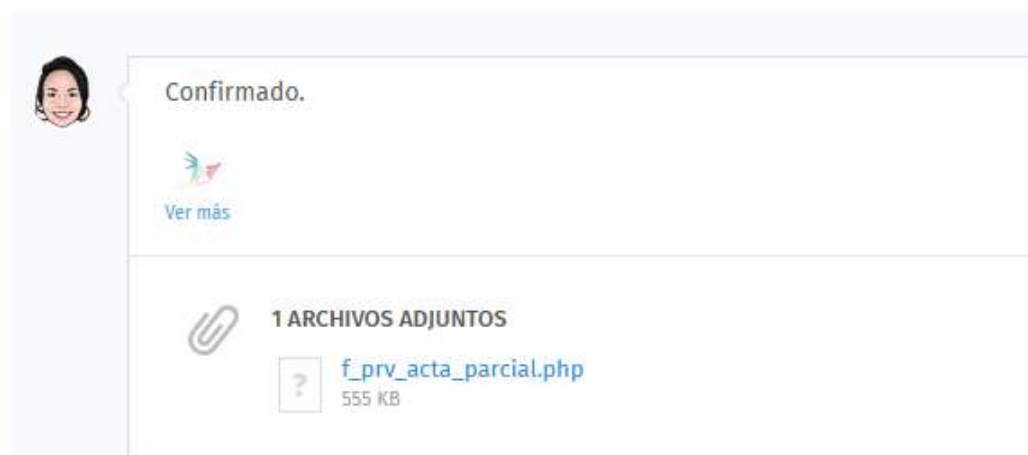 Confirmado.
Ver más
1 ARCHIVOS ADJUNTOS
?
f_prv_acta_parcial.php
555 KB